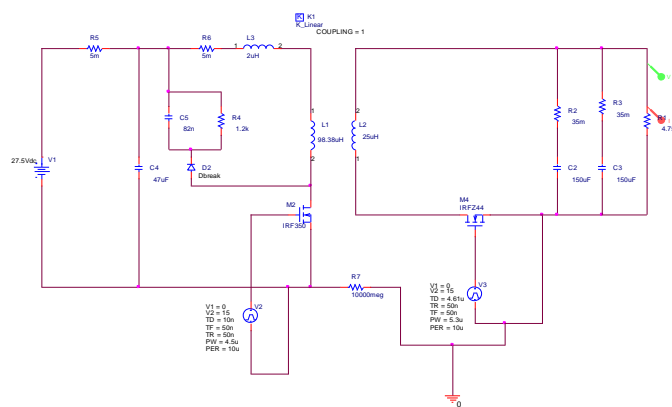 K K1
K_Linear
COUPLING = 1
R5
5m
R6
5m
L3
1
2
2uH
C5
82n
R4
1.2k
D2
Dbreak
C4
47uF
27.5Vdc
V1
1
L1
98.38uH
2
2
L2
25uH
1
M2
IRF350
R2
35m
R3
35m
R1
C2
150uF
C3
150uF
M4
IRFZ44
R7
10000meg
V1 = 0
V2 = 15
TD = 10n
TF = 50n
TR = 50n
PW = 4.5u
PER = 10u
V2
V1 = 0
V2 = 15
TD = 4.61u
TR = 50n
TF = 50n
PW = 5.3u
PER = 10u
V3
0